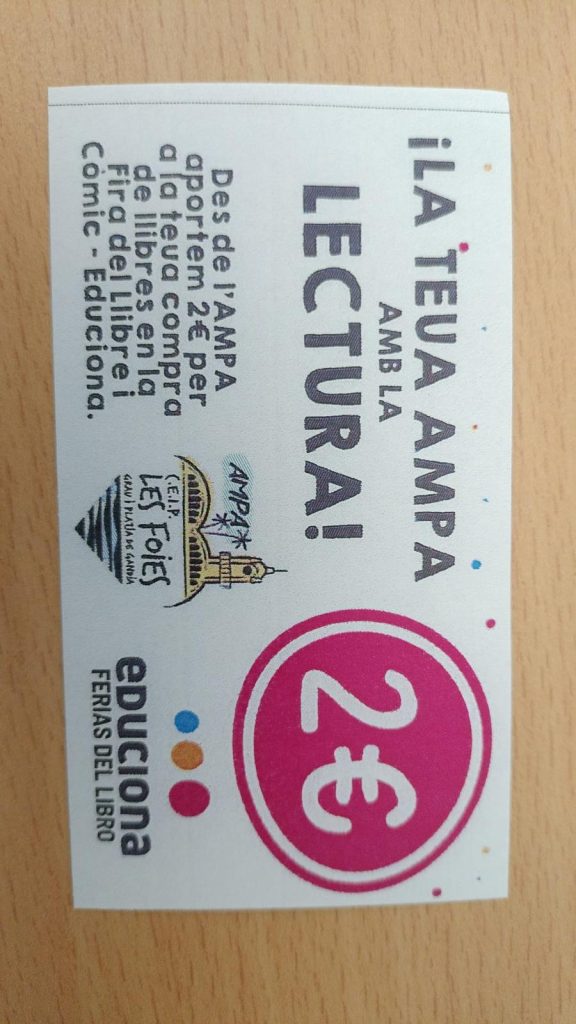 ¡LA TEUA AMPA
AMB LA
LECTURA!
2€
Des de l'AMPA
aportem 2€ per
a la teua compra
de llibres en la
Fira del Llibre i
Còmic - Educiona.
AMPA
C.E.I.P.
LES FOIES
GRAU I PLATJA DE GANDIA
eDUCIONA
FERIAS DEL LIBRO